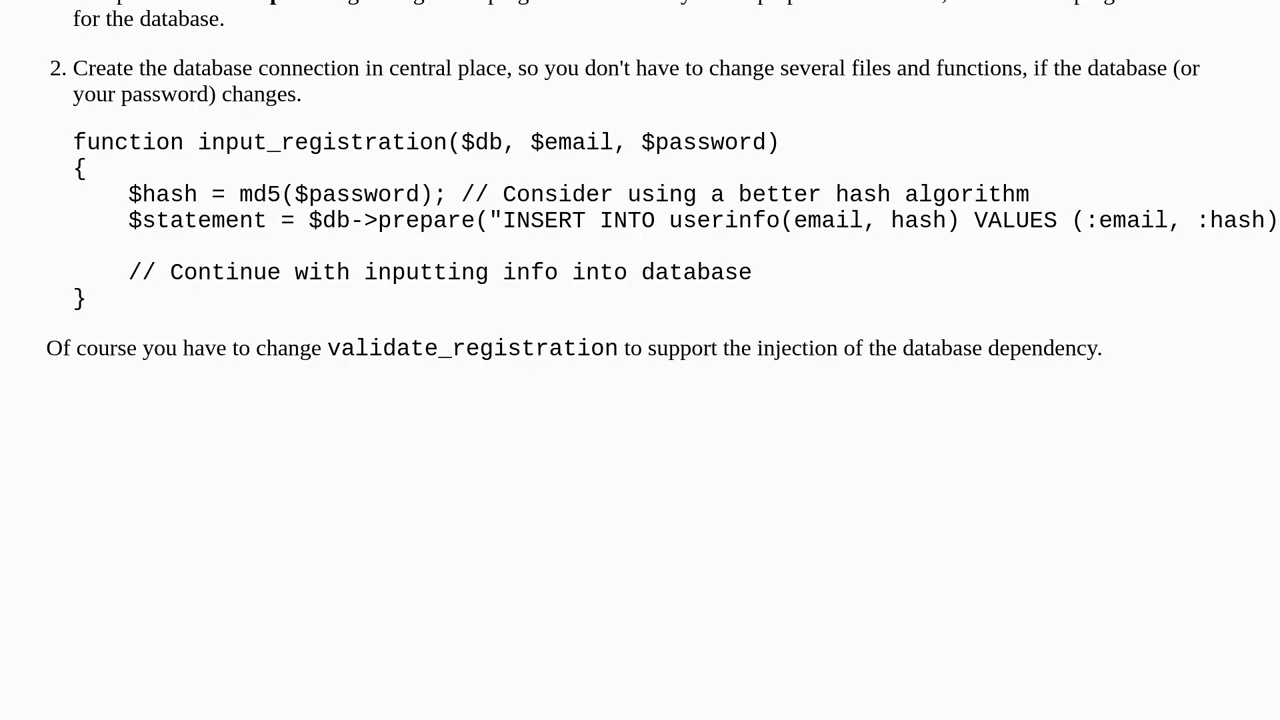 for the database.
2. Create the database connection in central place, so you don't have to change several files and functions, if the database (or
your password) changes.
function input_registration($db, $email, $password)
{
    $hash = md5($password); // Consider using a better hash algorithm
    $statement = $db->prepare("INSERT INTO userinfo(email, hash) VALUES (:email, :hash)
    // Continue with inputting info into database
}
Of course you have to change validate_registration to support the injection of the database dependency.